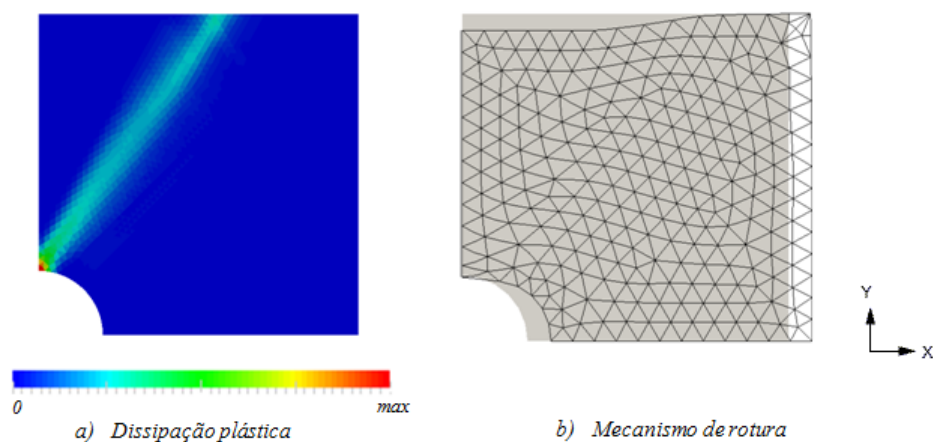 Y
X
0
max
a) Dissipação plástica
b) Mecanismo de rotura